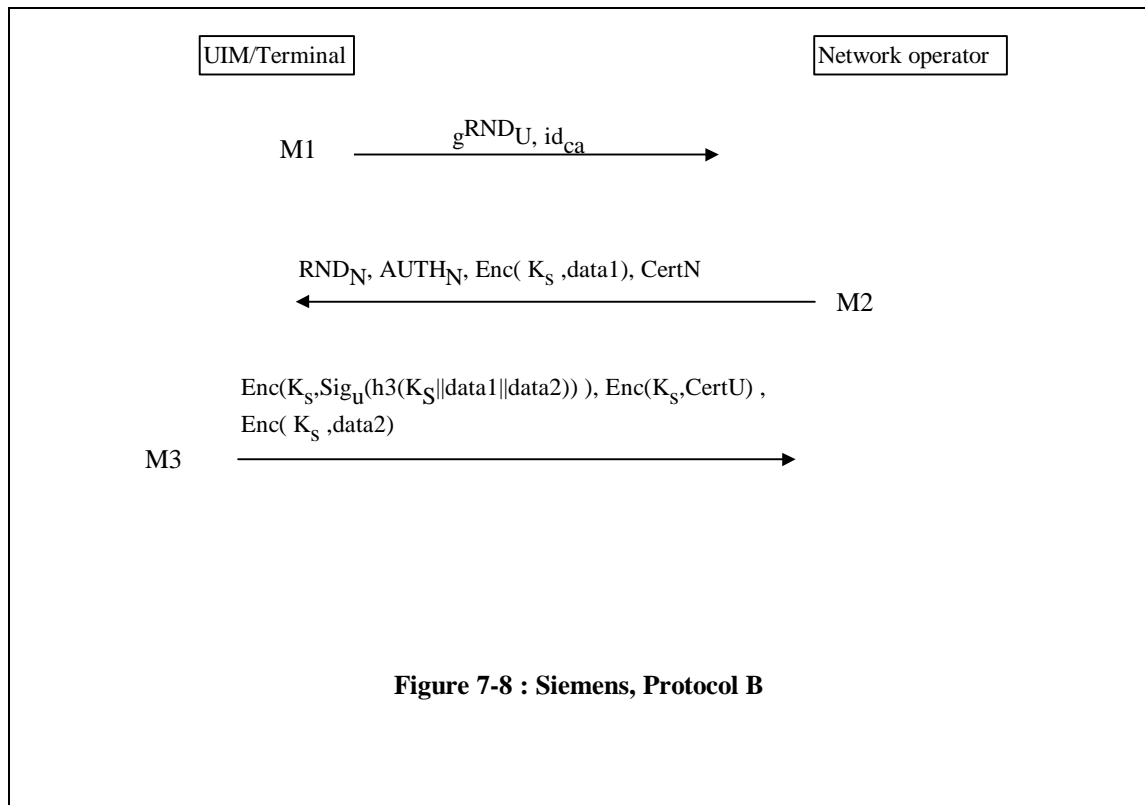 UIM/Terminal
Network operator
M1
g^RND_U, id_ca
RND_N, AUTH_N, Enc( K_s ,data1), CertN
M2
Enc(K_s,Sig_u(h3(K_S||data1||data2)) ), Enc(K_s,CertU) ,
Enc( K_s ,data2)
M3
Figure 7-8 : Siemens, Protocol B